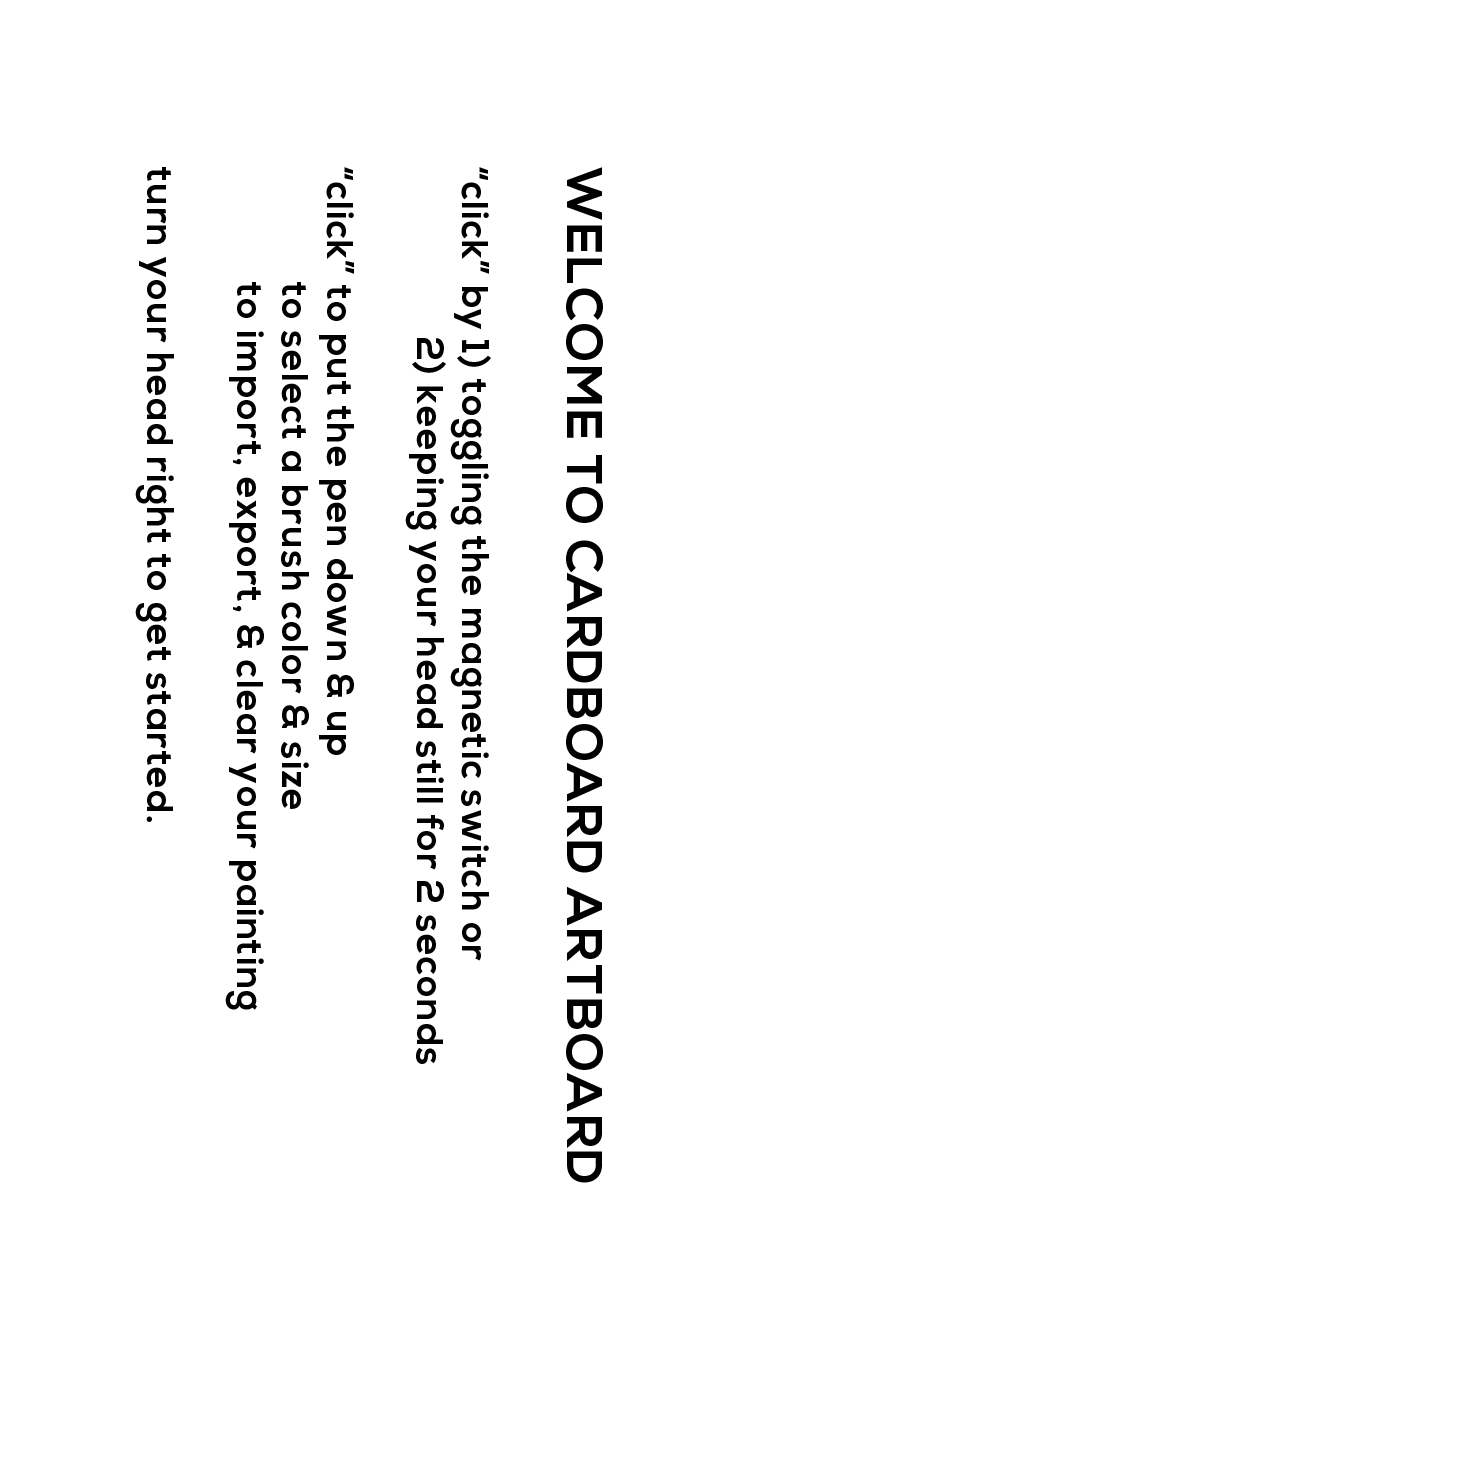 WELCOME TO CARDBOARD ARTBOARD
“click” by 1) toggling the magnetic switch or
2) keeping your head still for 2 seconds
“click” to put the pen down & up
to select a brush color & size
to import, export, & clear your painting
turn your head right to get started.